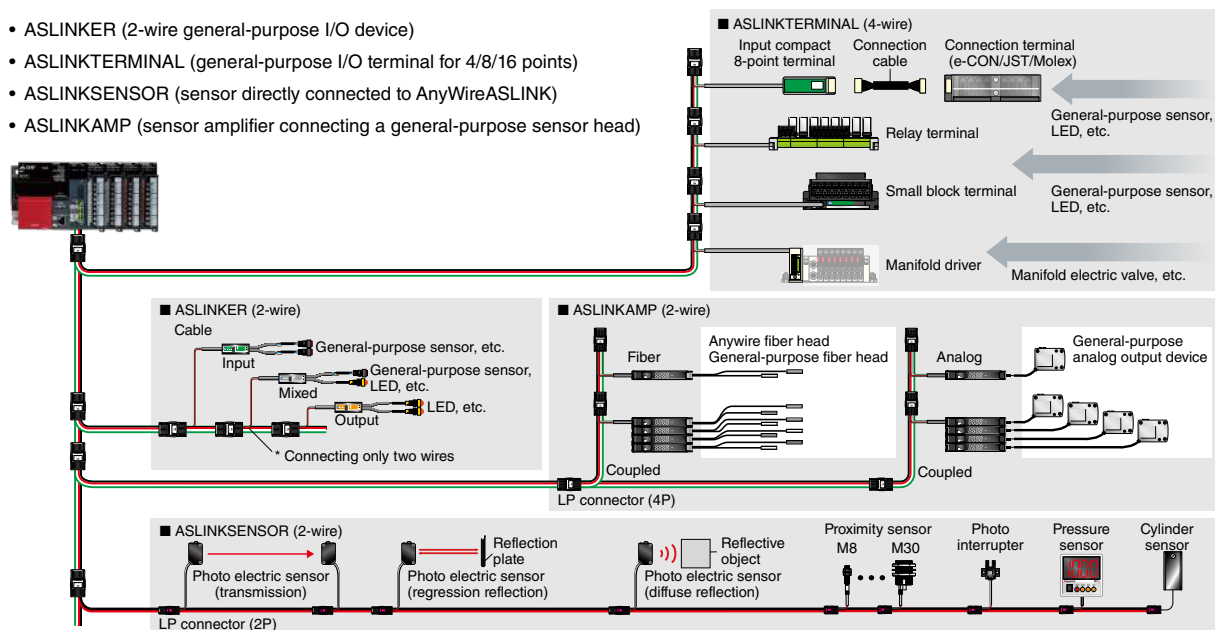 • ASLINKER (2-wire general-purpose I/O device)
• ASLINKTERMINAL (general-purpose I/O terminal for 4/8/16 points)
• ASLINKSENSOR (sensor directly connected to AnyWireASLINK)
• ASLINKAMP (sensor amplifier connecting a general-purpose sensor head)
■ ASLINKTERMINAL (4-wire)
Input compact
8-point terminal
Connection
cable
Connection terminal
(e-CON/JST/Molex)
General-purpose sensor,
LED, etc.
Relay terminal
Small block terminal
General-purpose sensor,
LED, etc.
Manifold driver
Manifold electric valve, etc.
■ ASLINKER (2-wire)
Cable
Input
General-purpose sensor, etc.
Mixed
General-purpose sensor,
LED, etc.
Output
LED, etc.
* Connecting only two wires
■ ASLINKAMP (2-wire)
Fiber
Anywire fiber head
General-purpose fiber head
Analog
General-purpose
analog output device
Coupled
Coupled
LP connector (4P)
■ ASLINKSENSOR (2-wire)
Photo electric sensor
(transmission)
Reflection
plate
Photo electric sensor
(regression reflection)
Reflective
object
Photo electric sensor
(diffuse reflection)
Proximity sensor
M8
M30
Photo
interrupter
Pressure
sensor
Cylinder
sensor
LP connector (2P)